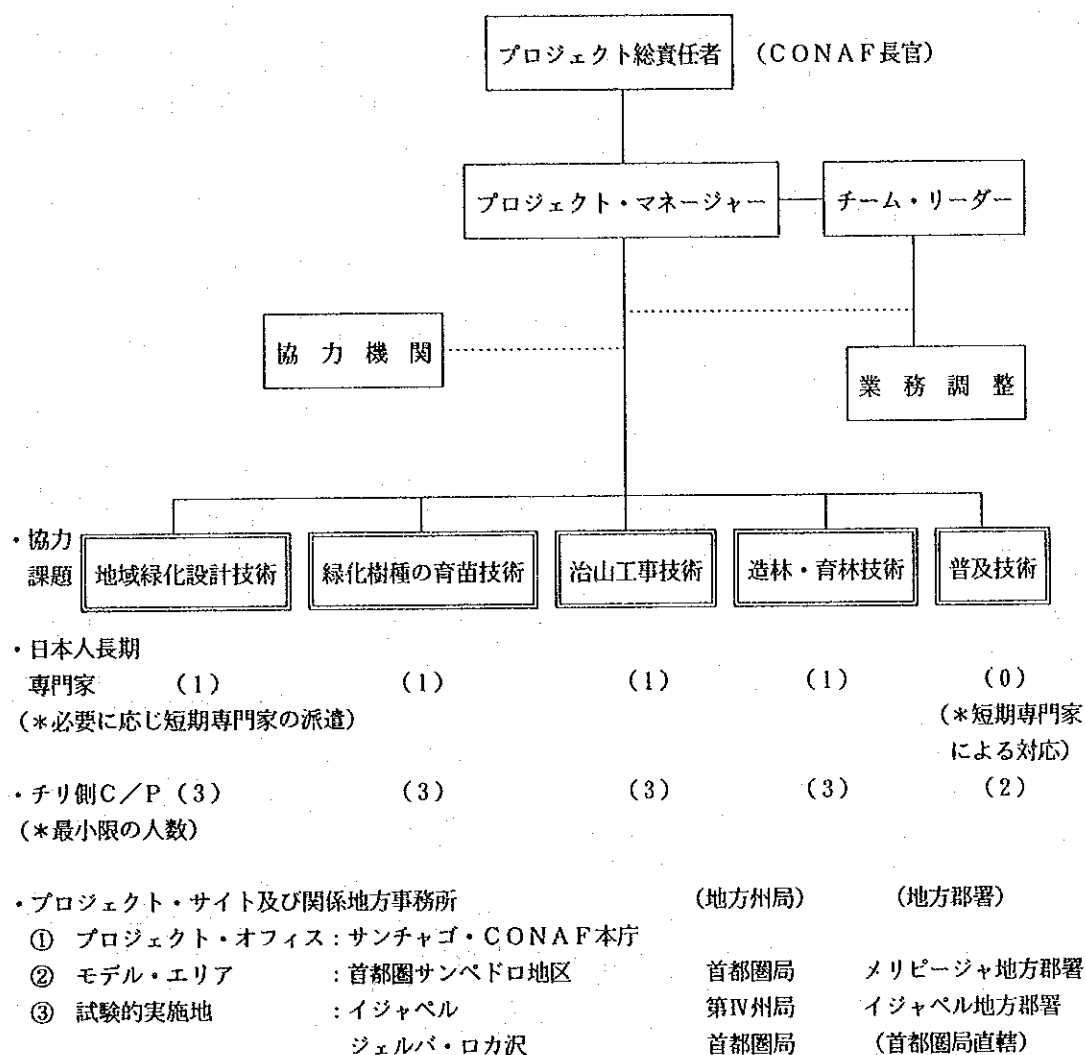 プロジェクト総責任者 （CONAF長官）
プロジェクト・マネージャー チーム・リーダー
協力機関
業務調整
・協力
課題 地域緑化設計技術 緑化樹種の育苗技術 治山工事技術 造林・育林技術 普及技術
・日本人長期
専門家 （1） （1） （1） （1） （0）
（＊必要に応じ短期専門家の派遣） （＊短期専門家
による対応）
・チリ側C／P （3） （3） （3） （3） （2）
（＊最小限の人数）
・プロジェクト・サイト及び関係地方事務所 （地方州局） （地方郡署）
① プロジェクト・オフィス：サンチャゴ・CONAF本庁
② モデル・エリア ：首都圏サンペドロ地区 首都圏局 メリピージャ地方郡署
③ 試験的実施地 ：イジャペル 第Ⅳ州局 イジャペル地方郡署
ジェルバ・ロカ沢 首都圏局 （首都圏局直轄）